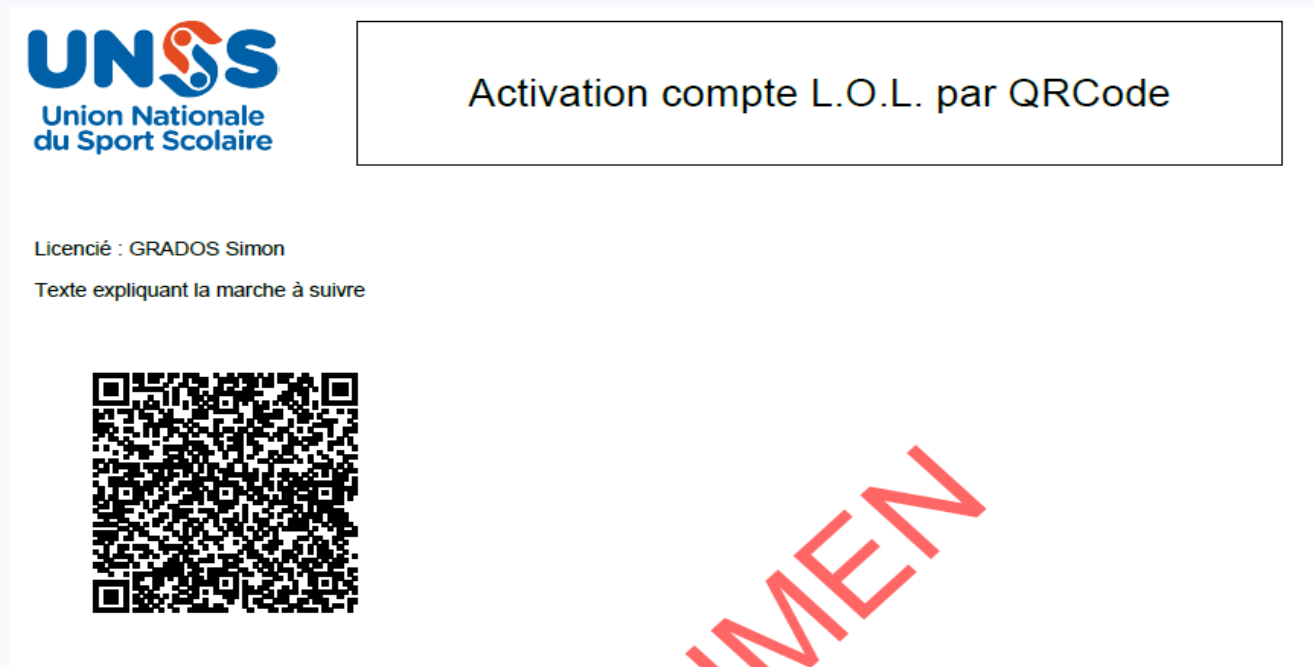 UNSS
Union Nationale
du Sport Scolaire
Activation compte L.O.L. par QRCode
Licencié : GRADOS Simon
Texte expliquant la marche à suivre